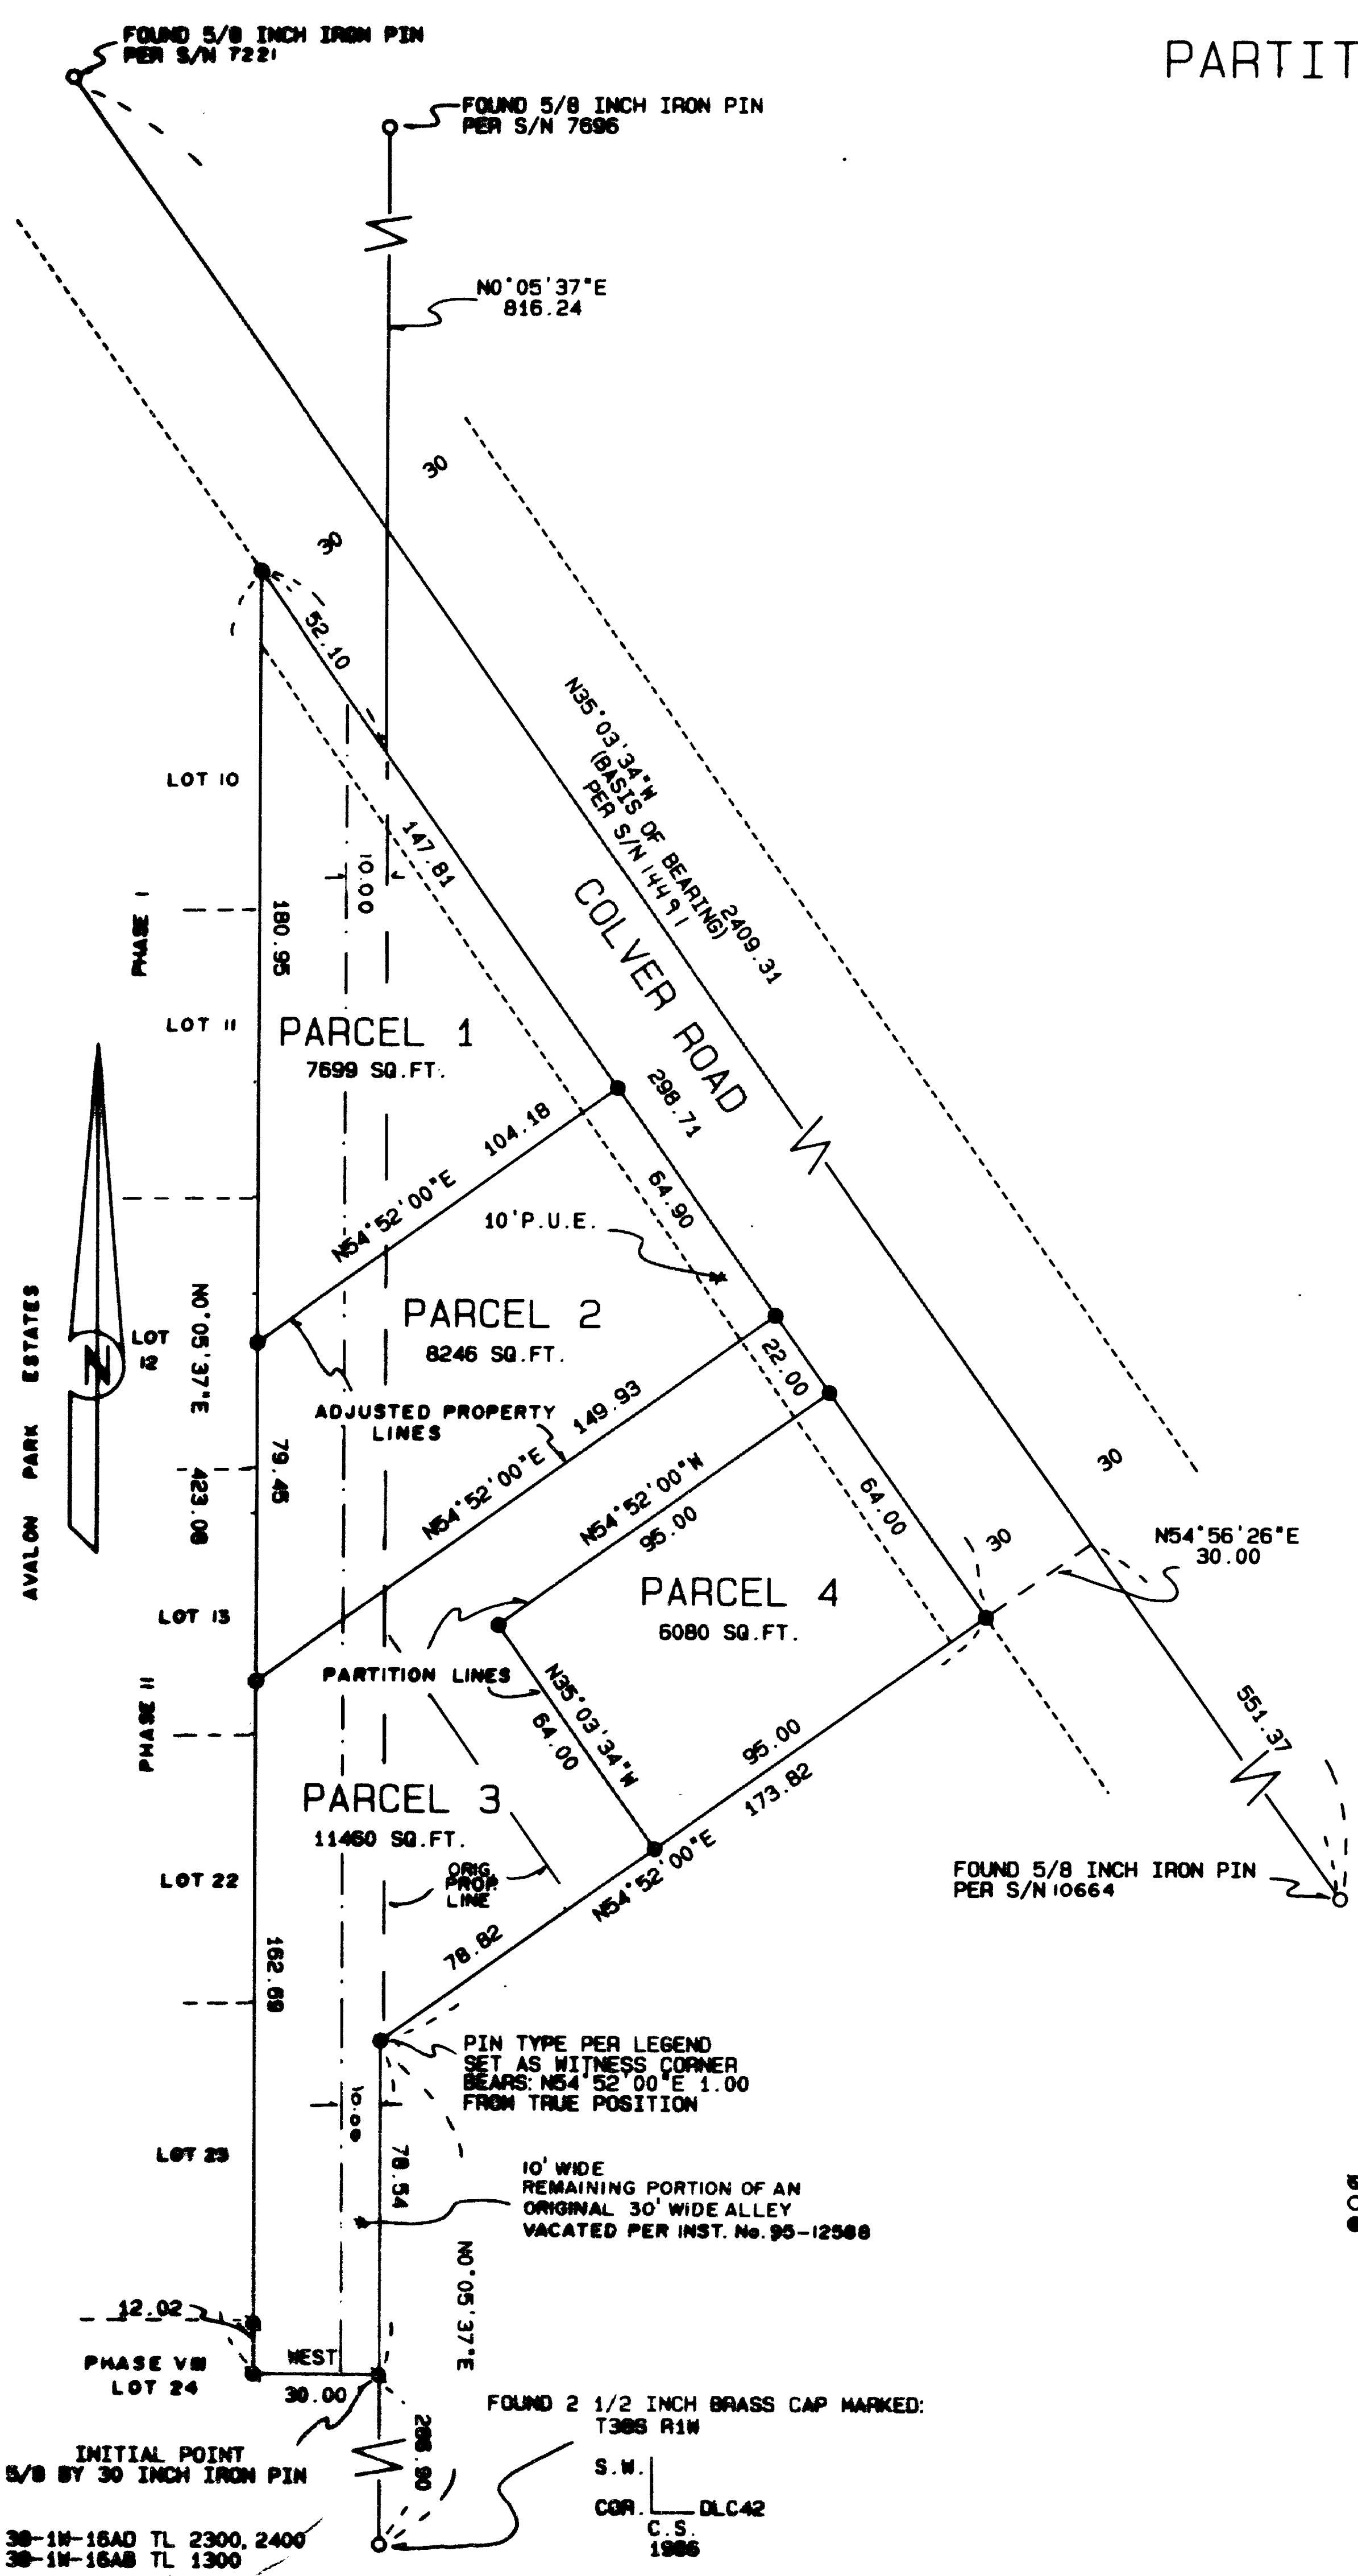 FOUND 5/8 INCH IRON PIN
PER S/N 7221
PARTIT
FOUND 5/8 INCH IRON PIN
PER S/N 7696
N0°05'37"E
816.24
30
30
52.10
N35°03'34"W
(BASIS OF BEARING)
PER S/N 14491
2409.31
LOT 10
147.81
10.00
PHASE I
180.95
COLVER ROAD
LOT 11
PARCEL 1
7699 SQ.FT.
298.71
104.18
N54°52'00"E
64.90
10'P.U.E.
AVALON PARK ESTATES
N
LOT
12
N0°05'37"E 423.08
PARCEL 2
8246 SQ.FT.
22.00
ADJUSTED PROPERTY
LINES
149.93
N54°52'00"E
79.45
N54°52'00"W
95.00
64.00
30
30
N54°56'26"E
30.00
PARCEL 4
6080 SQ.FT.
LOT 13
PARTITION LINES
N35°03'34"W
64.00
PHASE II
551.37
95.00
173.82
PARCEL 3
11460 SQ.FT.
N54°52'00"E
ORIG.
PROP.
LINE
LOT 22
FOUND 5/8 INCH IRON PIN
PER S/N 10664
78.82
162.69
PIN TYPE PER LEGEND
SET AS WITNESS CORNER
BEARS: N54°52'00"E 1.00
FROM TRUE POSITION
10.00
LOT 23
78.54
10' WIDE
REMAINING PORTION OF AN
ORIGINAL 30' WIDE ALLEY
VACATED PER INST. No. 95-12588
N0°05'37"E
12.02
PHASE VIII
LOT 24
WEST
30.00
FOUND 2 1/2 INCH BRASS CAP MARKED:
T38S R1W
S.W.
COR. DLC42
C.S.
1986
INITIAL POINT
5/8 BY 30 INCH IRON PIN
38-1W-16AD TL 2300, 2400
38-1W-16AB TL 1300